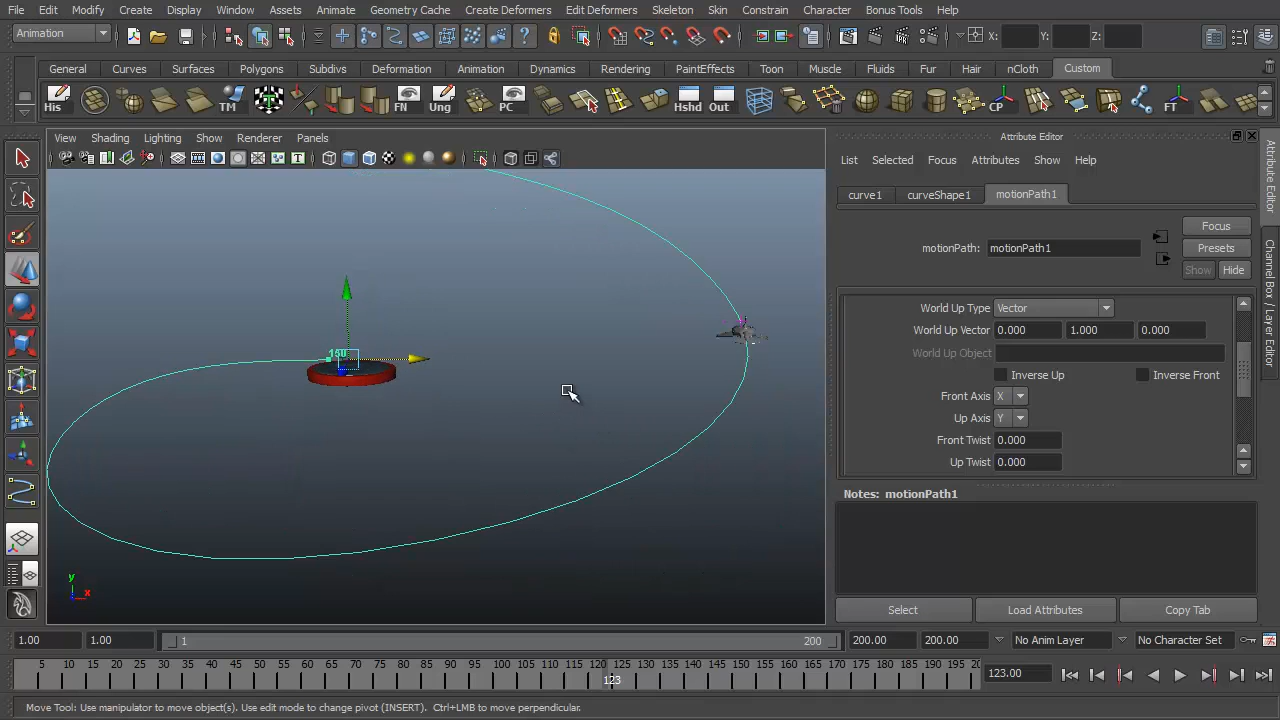 File Edit Modify Create Display Window Assets Animate Geometry Cache Create Deformers Edit Deformers Skeleton Skin Constrain Character Bonus Tools Help
Animation X: Y: Z:
General Curves Surfaces Polygons Subdivs Deformation Animation Dynamics Rendering PaintEffects Toon Muscle Fluids Fur Hair nCloth Custom
His TM FN Ung PC Hshd Out CP FT
View Shading Lighting Show Renderer Panels
Attribute Editor
List Selected Focus Attributes Show Help
curve1 curveShape1 motionPath1
Focus
motionPath: motionPath1 Presets
Show Hide
World Up Type Vector
World Up Vector 0.000 1.000 0.000
World Up Object
Inverse Up Inverse Front
Front Axis X
Up Axis Y
Front Twist 0.000
Up Twist 0.000
Notes: motionPath1
Select Load Attributes Copy Tab
Attribute Editor
Channel Box / Layer Editor
150
y
x
1.00 1.00 1 200 200.00 200.00 No Anim Layer No Character Set
5 10 15 20 25 30 35 40 45 50 55 60 65 70 75 80 85 90 95 100 105 110 115 120 125 130 135 140 145 150 155 160 165 170 175 180 185 190 195
123 123.00
Move Tool: Use manipulator to move object(s). Use edit mode to change pivot (INSERT). Ctrl+LMB to move perpendicular.